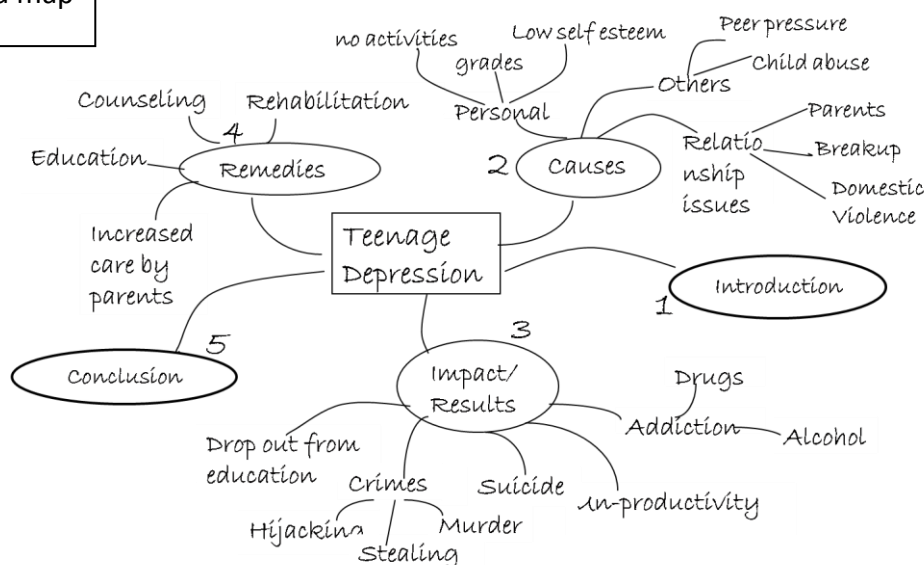 map
no activities
grades
Low self esteem
Personal
Peer pressure
Child abuse
Others
Parents
Breakup
Domestic
Violence
Relatio
nship
issues
2
Causes
Counseling
Rehabilitation
4
Education
Remedies
Increased
care by
parents
Teenage
Depression
Introduction
1
5
Conclusion
3
Impact/
Results
Drugs
Addiction
Alcohol
Drop out from
education
Crimes
Suicide
un-productivity
Hijacking
Murder
Stealing